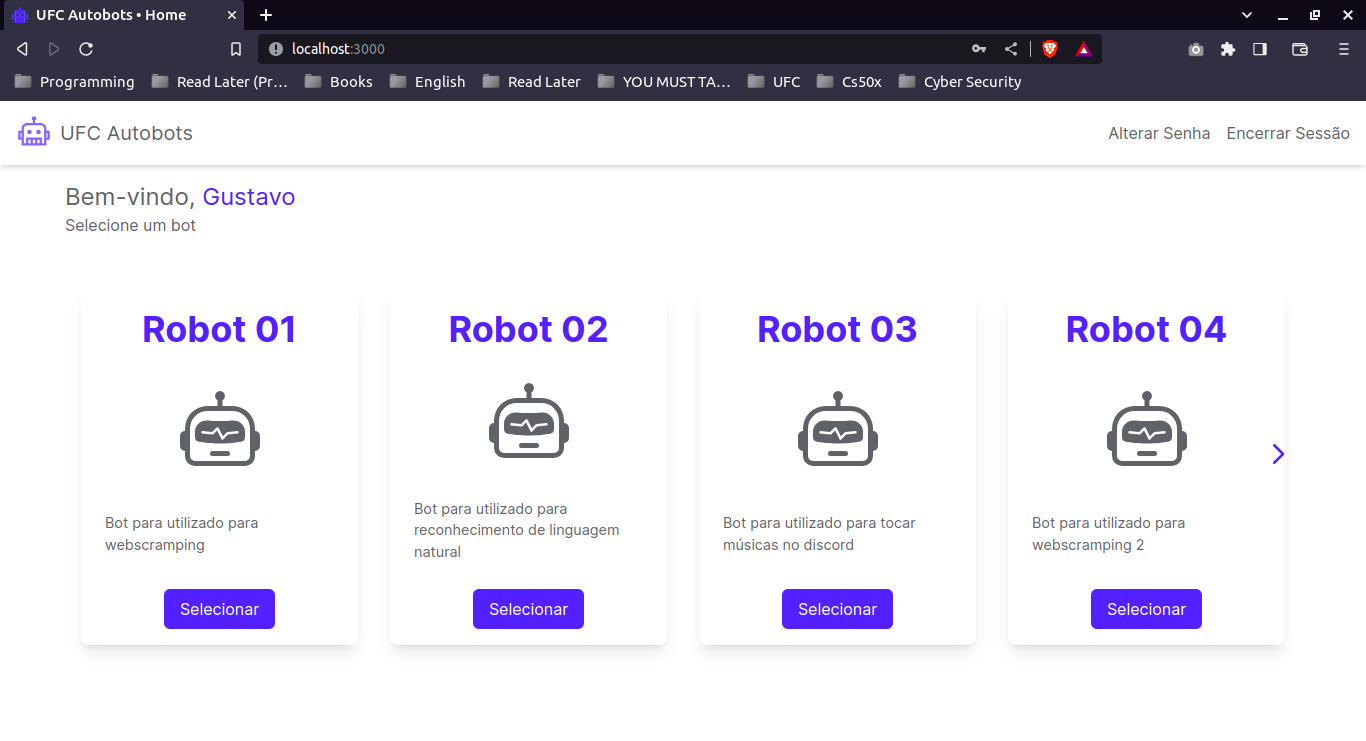 UFC Autobots • Home
localhost:3000
Programming
Read Later (Pr...
Books
English
Read Later
YOU MUST TA...
UFC
Cs50x
Cyber Security
UFC Autobots
Alterar Senha
Encerrar Sessão
Bem-vindo, Gustavo
Selecione um bot
Robot 01
Bot para utilizado para
webscramping
Selecionar
Robot 02
Bot para utilizado para
reconhecimento de linguagem
natural
Selecionar
Robot 03
Bot para utilizado para tocar
músicas no discord
Selecionar
Robot 04
Bot para utilizado para
webscramping 2
Selecionar